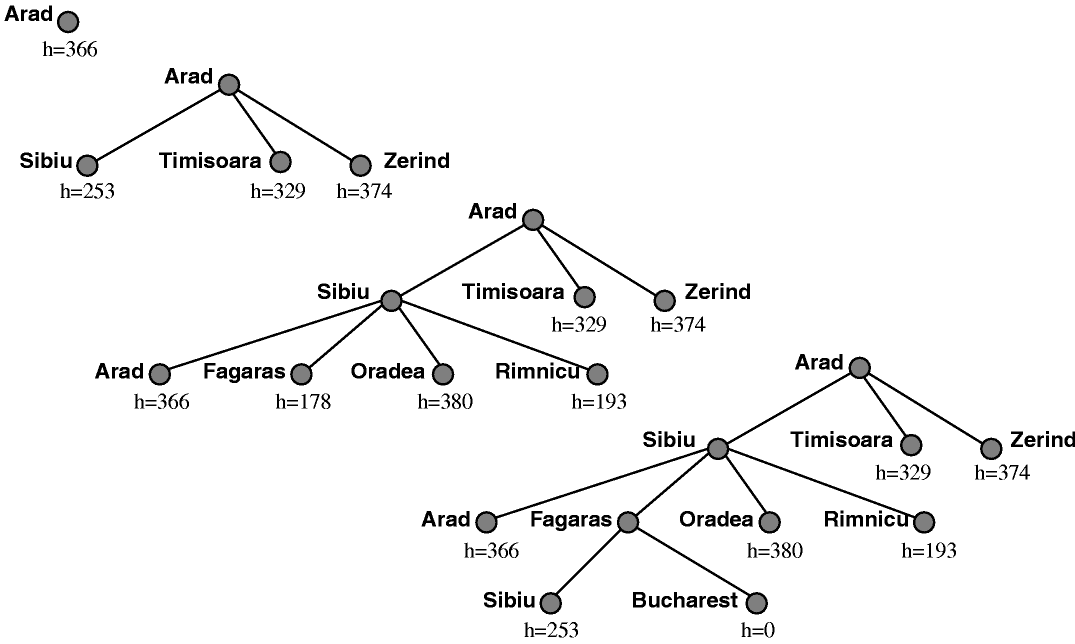 Arad
h=366
Arad
Sibiu Timisoara Zerind
h=253 h=329 h=374
Arad
Sibiu Timisoara Zerind
h=329 h=374
Arad Fagaras Oradea Rimnicu
h=366 h=178 h=380 h=193
Arad
Sibiu Timisoara Zerind
h=329 h=374
Arad Fagaras Oradea Rimnicu
h=366 h=380 h=193
Sibiu Bucharest
h=253 h=0